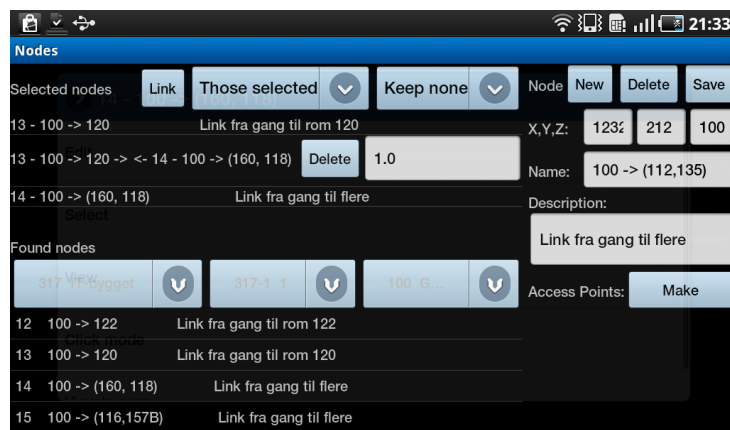 21:33
Nodes
Selected nodes Link Those selected Keep none Node New Delete Save
13 - 100 -> 120 Link fra gang til rom 120
X,Y,Z: 1232 212 100
13 - 100 -> 120 -> <- 14 - 100 -> (160, 118) Delete 1.0
Name: 100 -> (112,135)
14 - 100 -> (160, 118) Link fra gang til flere
Description:
Select
Link fra gang til flere
Found nodes
317 IT-bygget 317-1 1 100 G...
View
Access Points: Make
12 100 -> 122 Link fra gang til rom 122
Click mode
13 100 -> 120 Link fra gang til rom 120
14 100 -> (160, 118) Link fra gang til flere
15 100 -> (116,157B) Link fra gang til flere